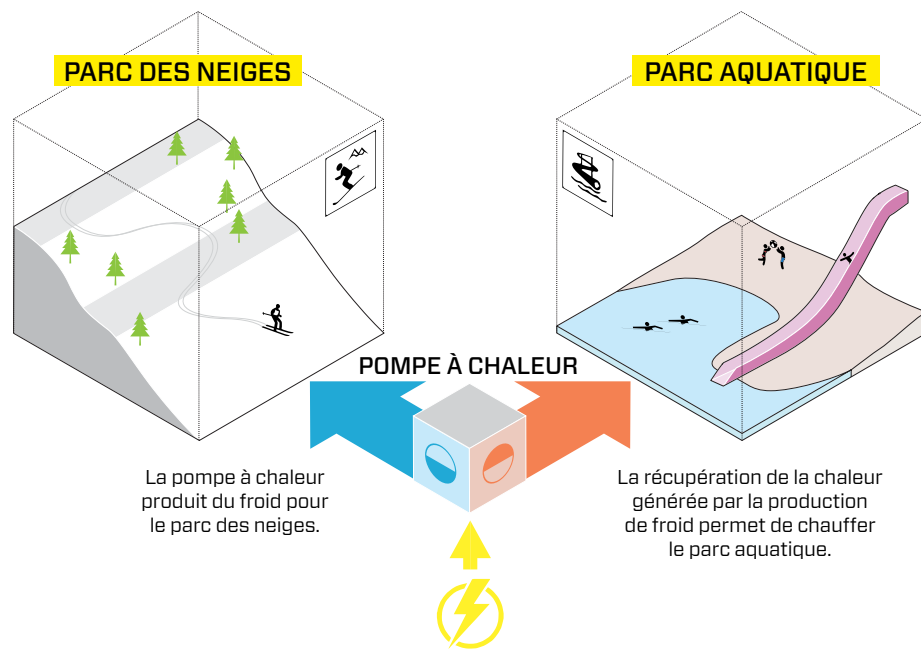 PARC DES NEIGES
PARC AQUATIQUE
POMPE À CHALEUR
La pompe à chaleur
produit du froid pour
le parc des neiges.
La récupération de la chaleur
générée par la production
de froid permet de chauffer
le parc aquatique.